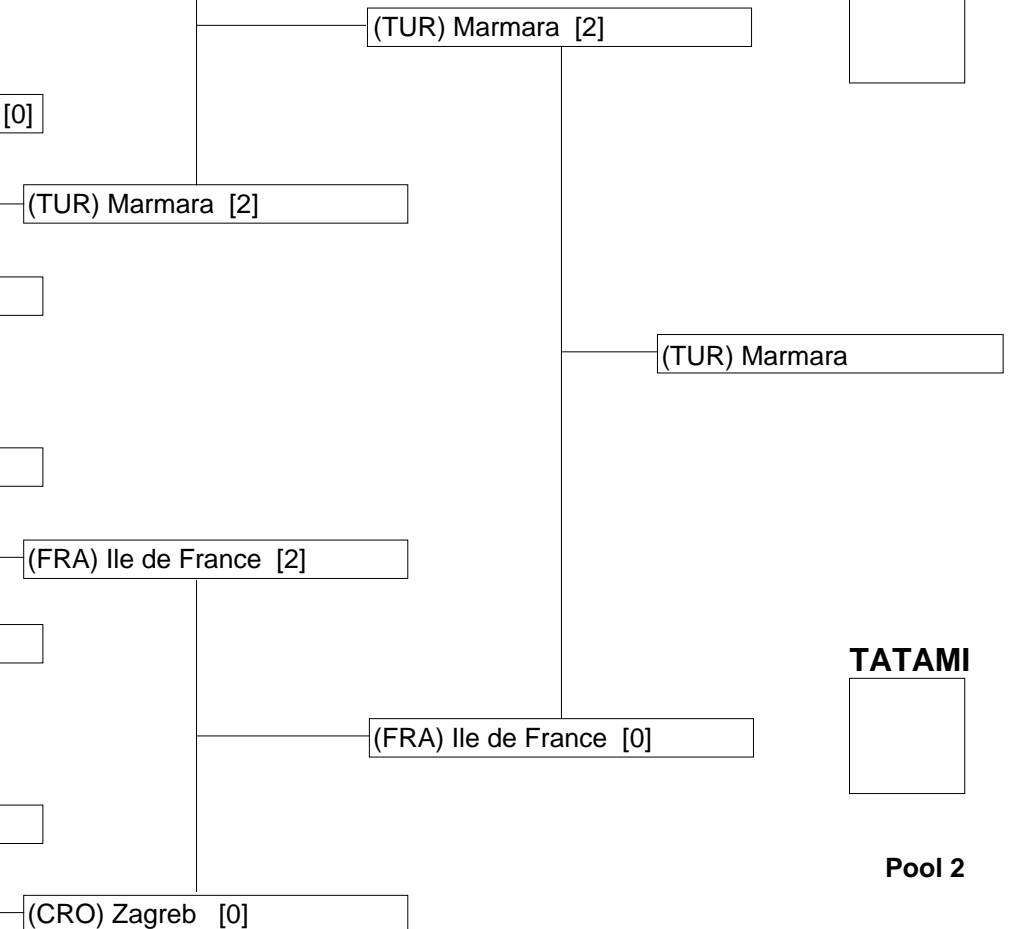 (TUR) Marmara [2]
[0]
(TUR) Marmara [2]
(TUR) Marmara
(FRA) Ile de France [2]
TATAMI
(FRA) Ile de France [0]
Pool 2
(CRO) Zagreb [0]